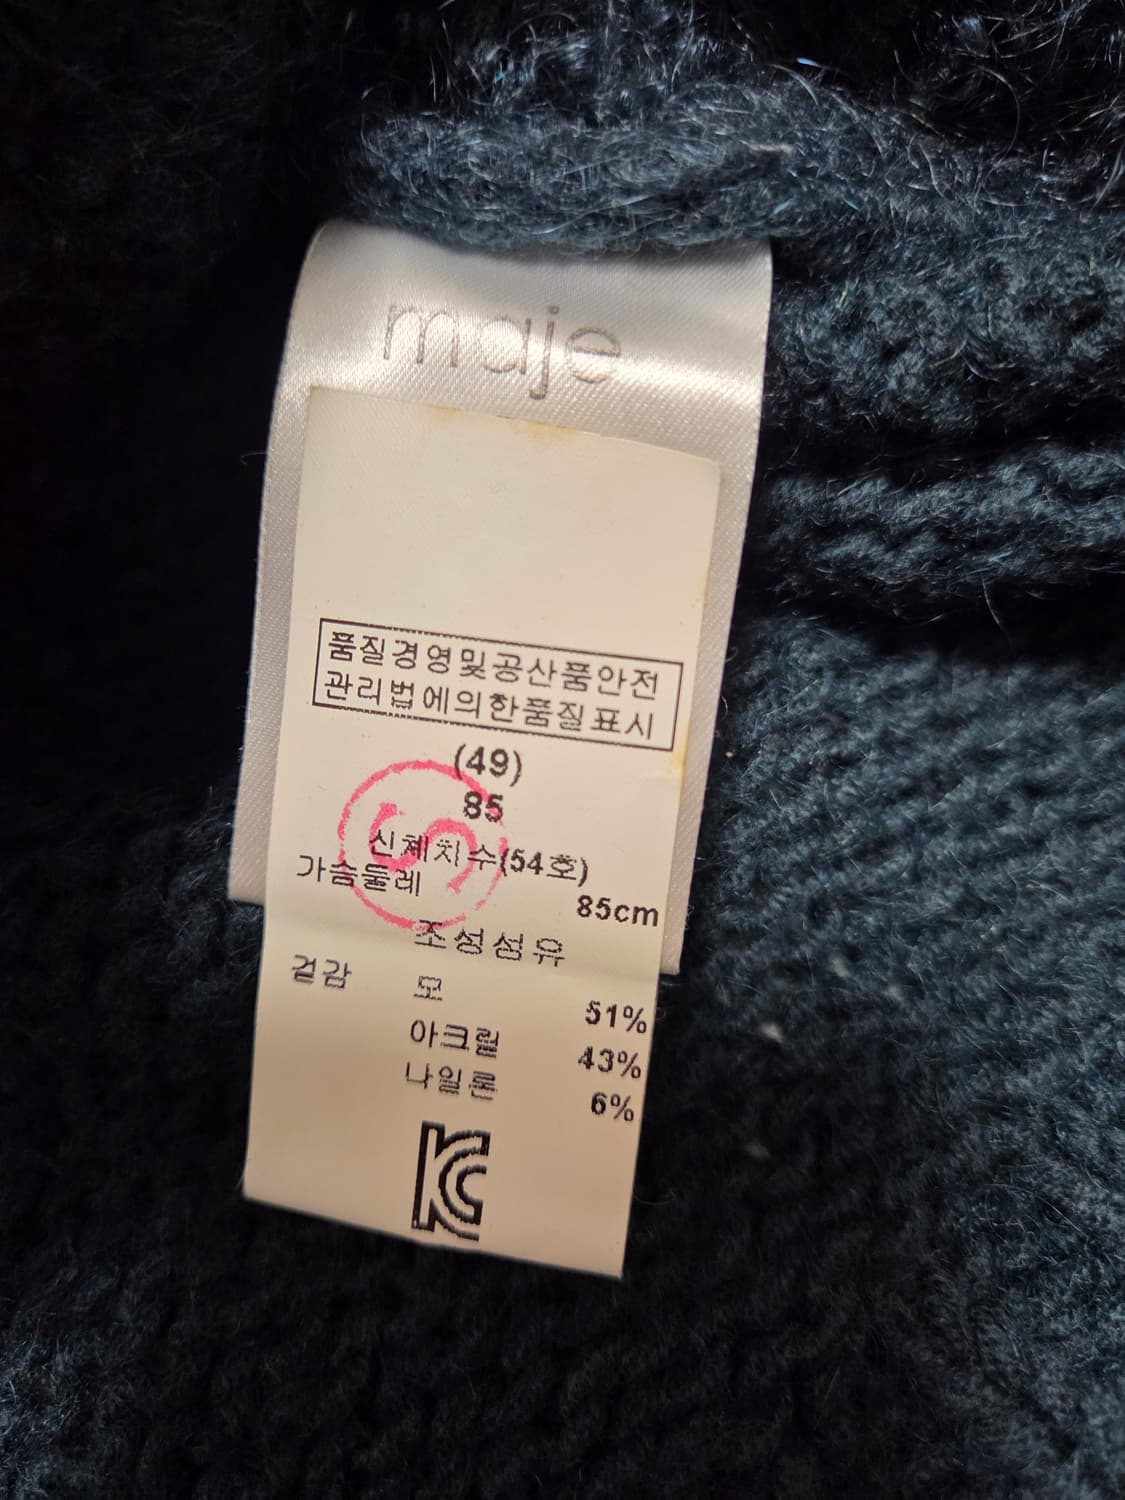 maje
품질경영및공산품안전
관리법에의한품질표시
(49)
85
S
신체치수(54호)
가슴둘레 85cm
조성섬유
겉감 모 51%
아크릴 43%
나일론 6%
KC